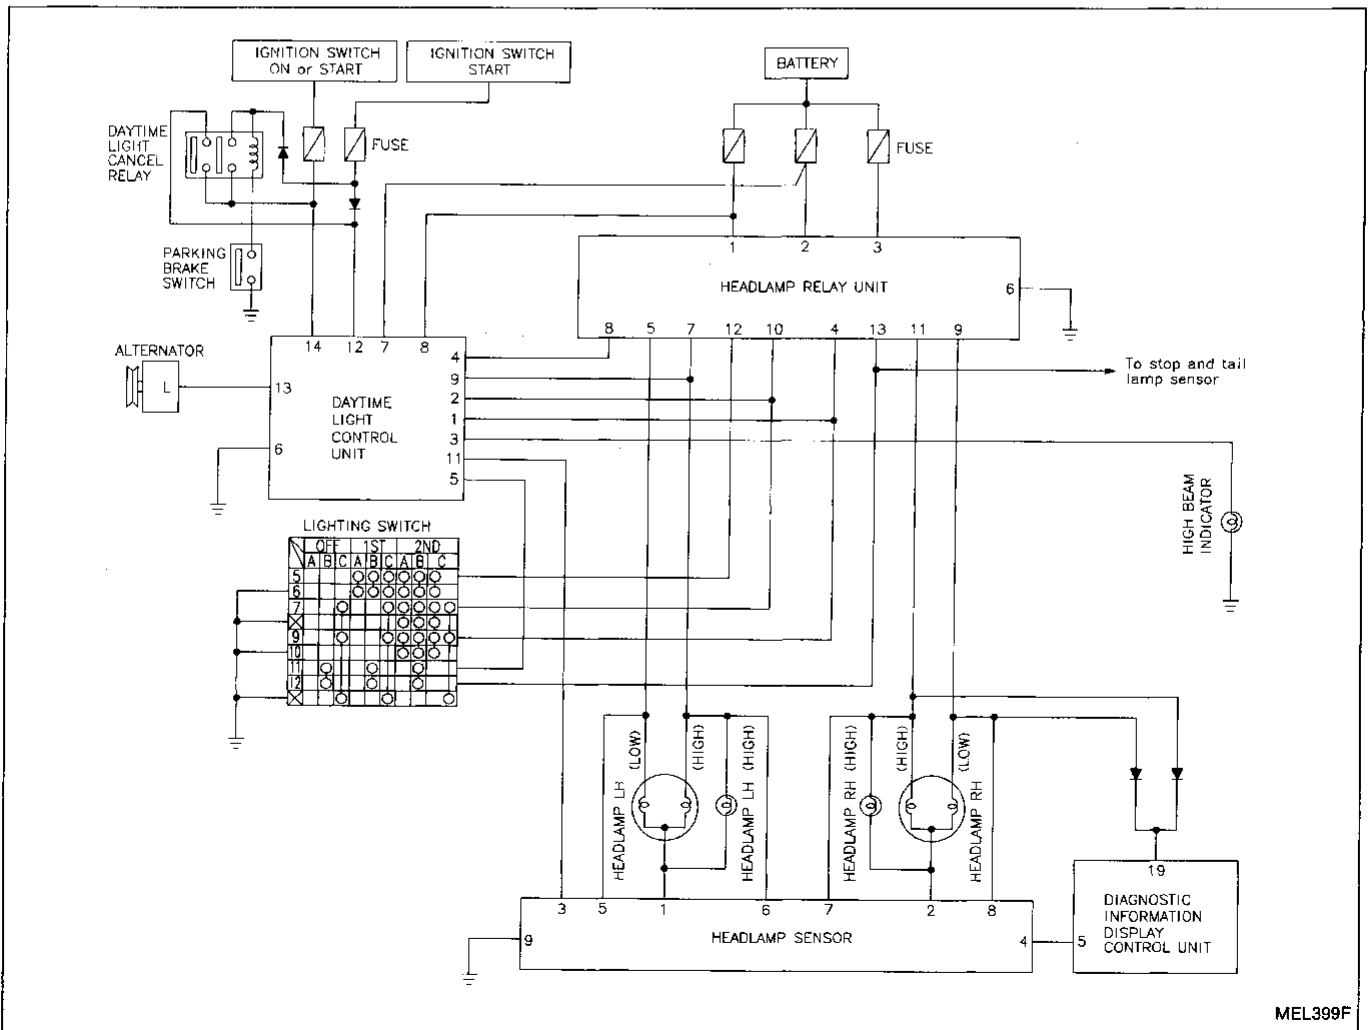 IGNITION SWITCH
ON or START
IGNITION SWITCH
START
BATTERY
DAYTIME
LIGHT
CANCEL
RELAY
FUSE
FUSE
PARKING
BRAKE
SWITCH
1 2 3
HEADLAMP RELAY UNIT
6
8 5 7 12 10 4 13 11 9
ALTERNATOR
L
14 12 7 8
13
6
DAYTIME
LIGHT
CONTROL
UNIT
4
9
2
1
3
11
5
To stop and tail
lamp sensor
HIGH BEAM
INDICATOR
LIGHTING SWITCH
OFF 1ST 2ND
A B C A B C A B C
5
6
7
9
10
11
12
HEADLAMP LH
(LOW)
(HIGH)
HEADLAMP LH (HIGH)
HEADLAMP RH (HIGH)
(HIGH)
(LOW)
HEADLAMP RH
3 5 1 6 7 2 8
9
HEADLAMP SENSOR
4
19
5
DIAGNOSTIC
INFORMATION
DISPLAY
CONTROL UNIT
MEL399F